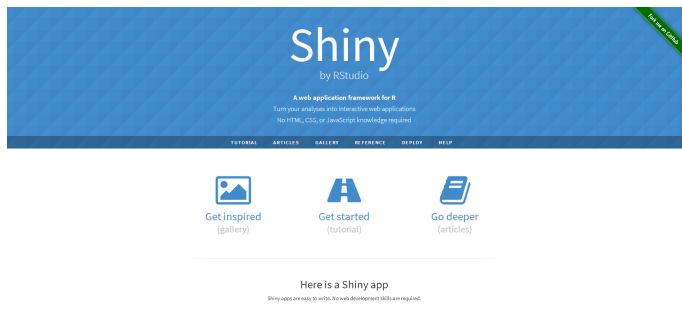 Fork me on GitHub
Shiny
by RStudio
A web application framework for R
Turn your analyses into interactive web applications
No HTML, CSS, or JavaScript knowledge required
TUTORIAL ARTICLES GALLERY REFERENCE DEPLOY HELP
Get inspired
(gallery)
Get started
(tutorial)
Go deeper
(articles)
Here is a Shiny app
Shiny apps are easy to write. No web development skills are required.